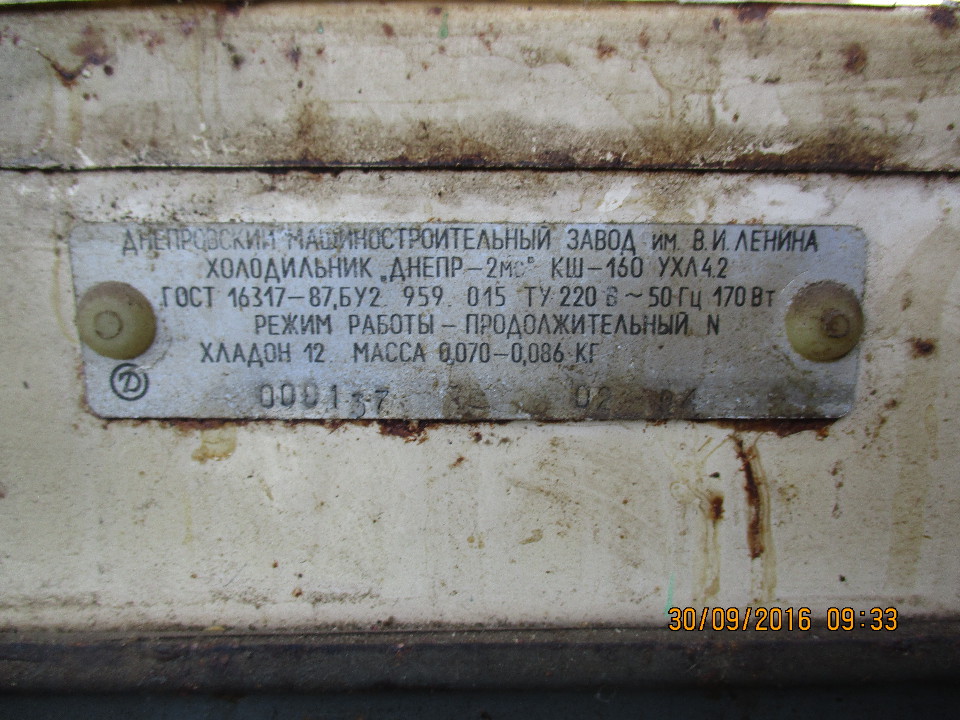 ДНЕПРОВСКИЙ МАШИНОСТРОИТЕЛЬНЫЙ ЗАВОД ИМ. В.И.ЛЕНИНА
ХОЛОДИЛЬНИК „ДНЕПР-2МС" КШ-160 УХЛ4.2
ГОСТ 16317-87, БУ2. 959. 015 ТУ 220 В ~ 50 Гц 170 Вт
РЕЖИМ РАБОТЫ - ПРОДОЛЖИТЕЛЬНЫЙ N
ХЛАДОН 12. МАССА 0,070-0,086 КГ
000137 02
30/09/2016 09:33